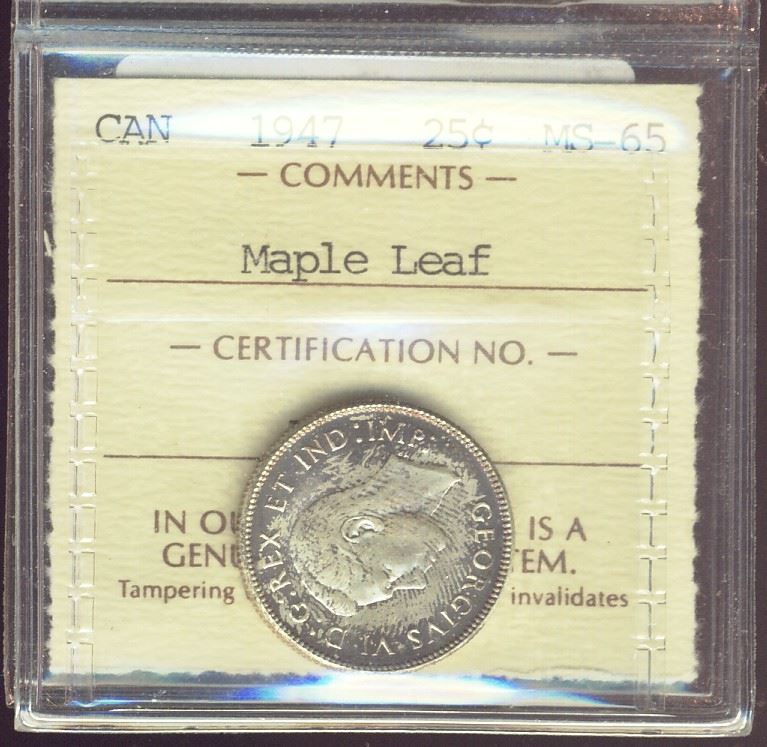 CAN 1947 25¢ MS-65
— COMMENTS —
Maple Leaf
— CERTIFICATION NO. —
GEORGIVS VI D:G:REX ET IND:IMP:
IN OU IS A
GENU TEM.
Tampering invalidates